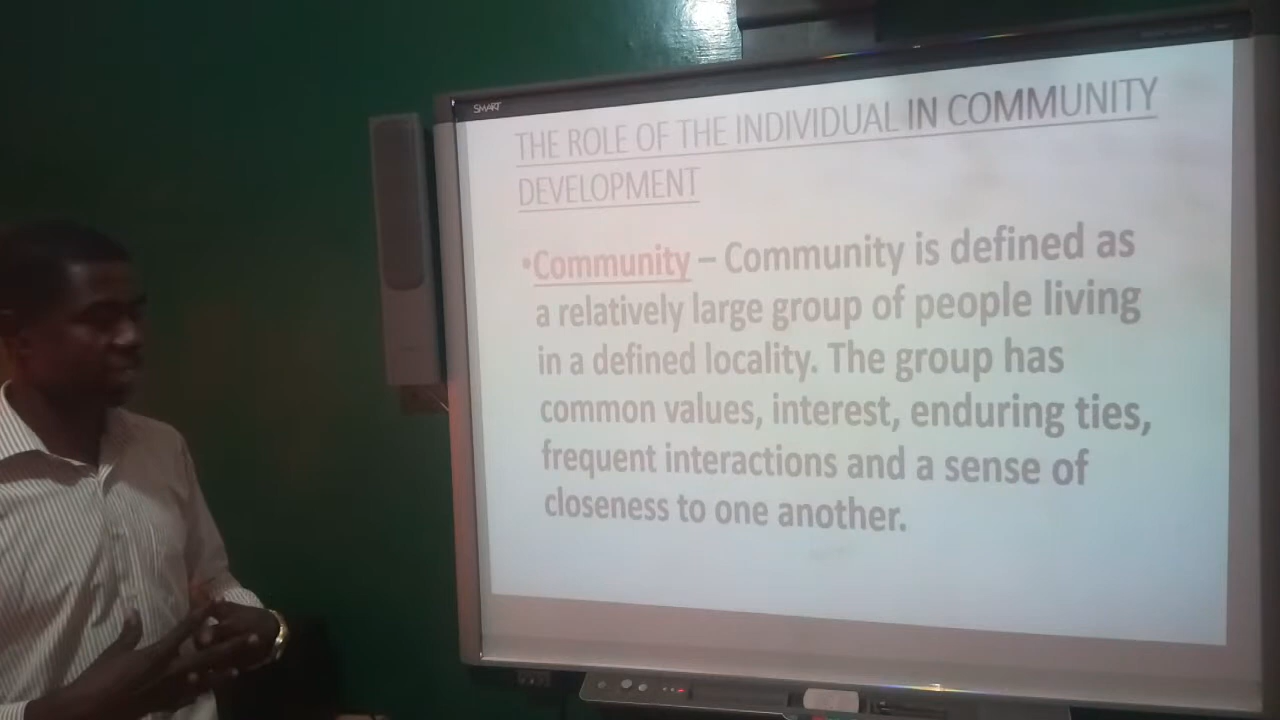 SMART
THE ROLE OF THE INDIVIDUAL IN COMMUNITY
DEVELOPMENT
•Community – Community is defined as
a relatively large group of people living
in a defined locality. The group has
common values, interest, enduring ties,
frequent interactions and a sense of
closeness to one another.